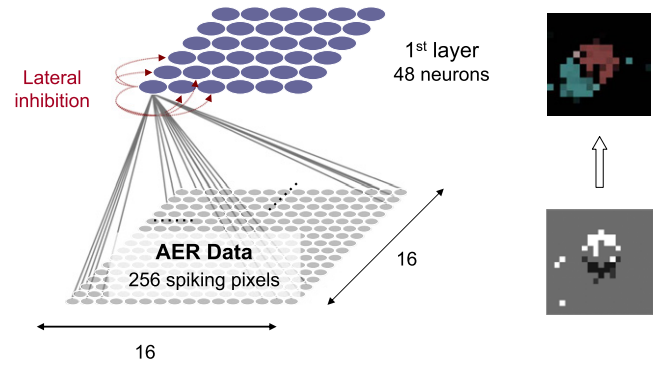 1st layer
48 neurons
Lateral
inhibition
AER Data
256 spiking pixels
16
16